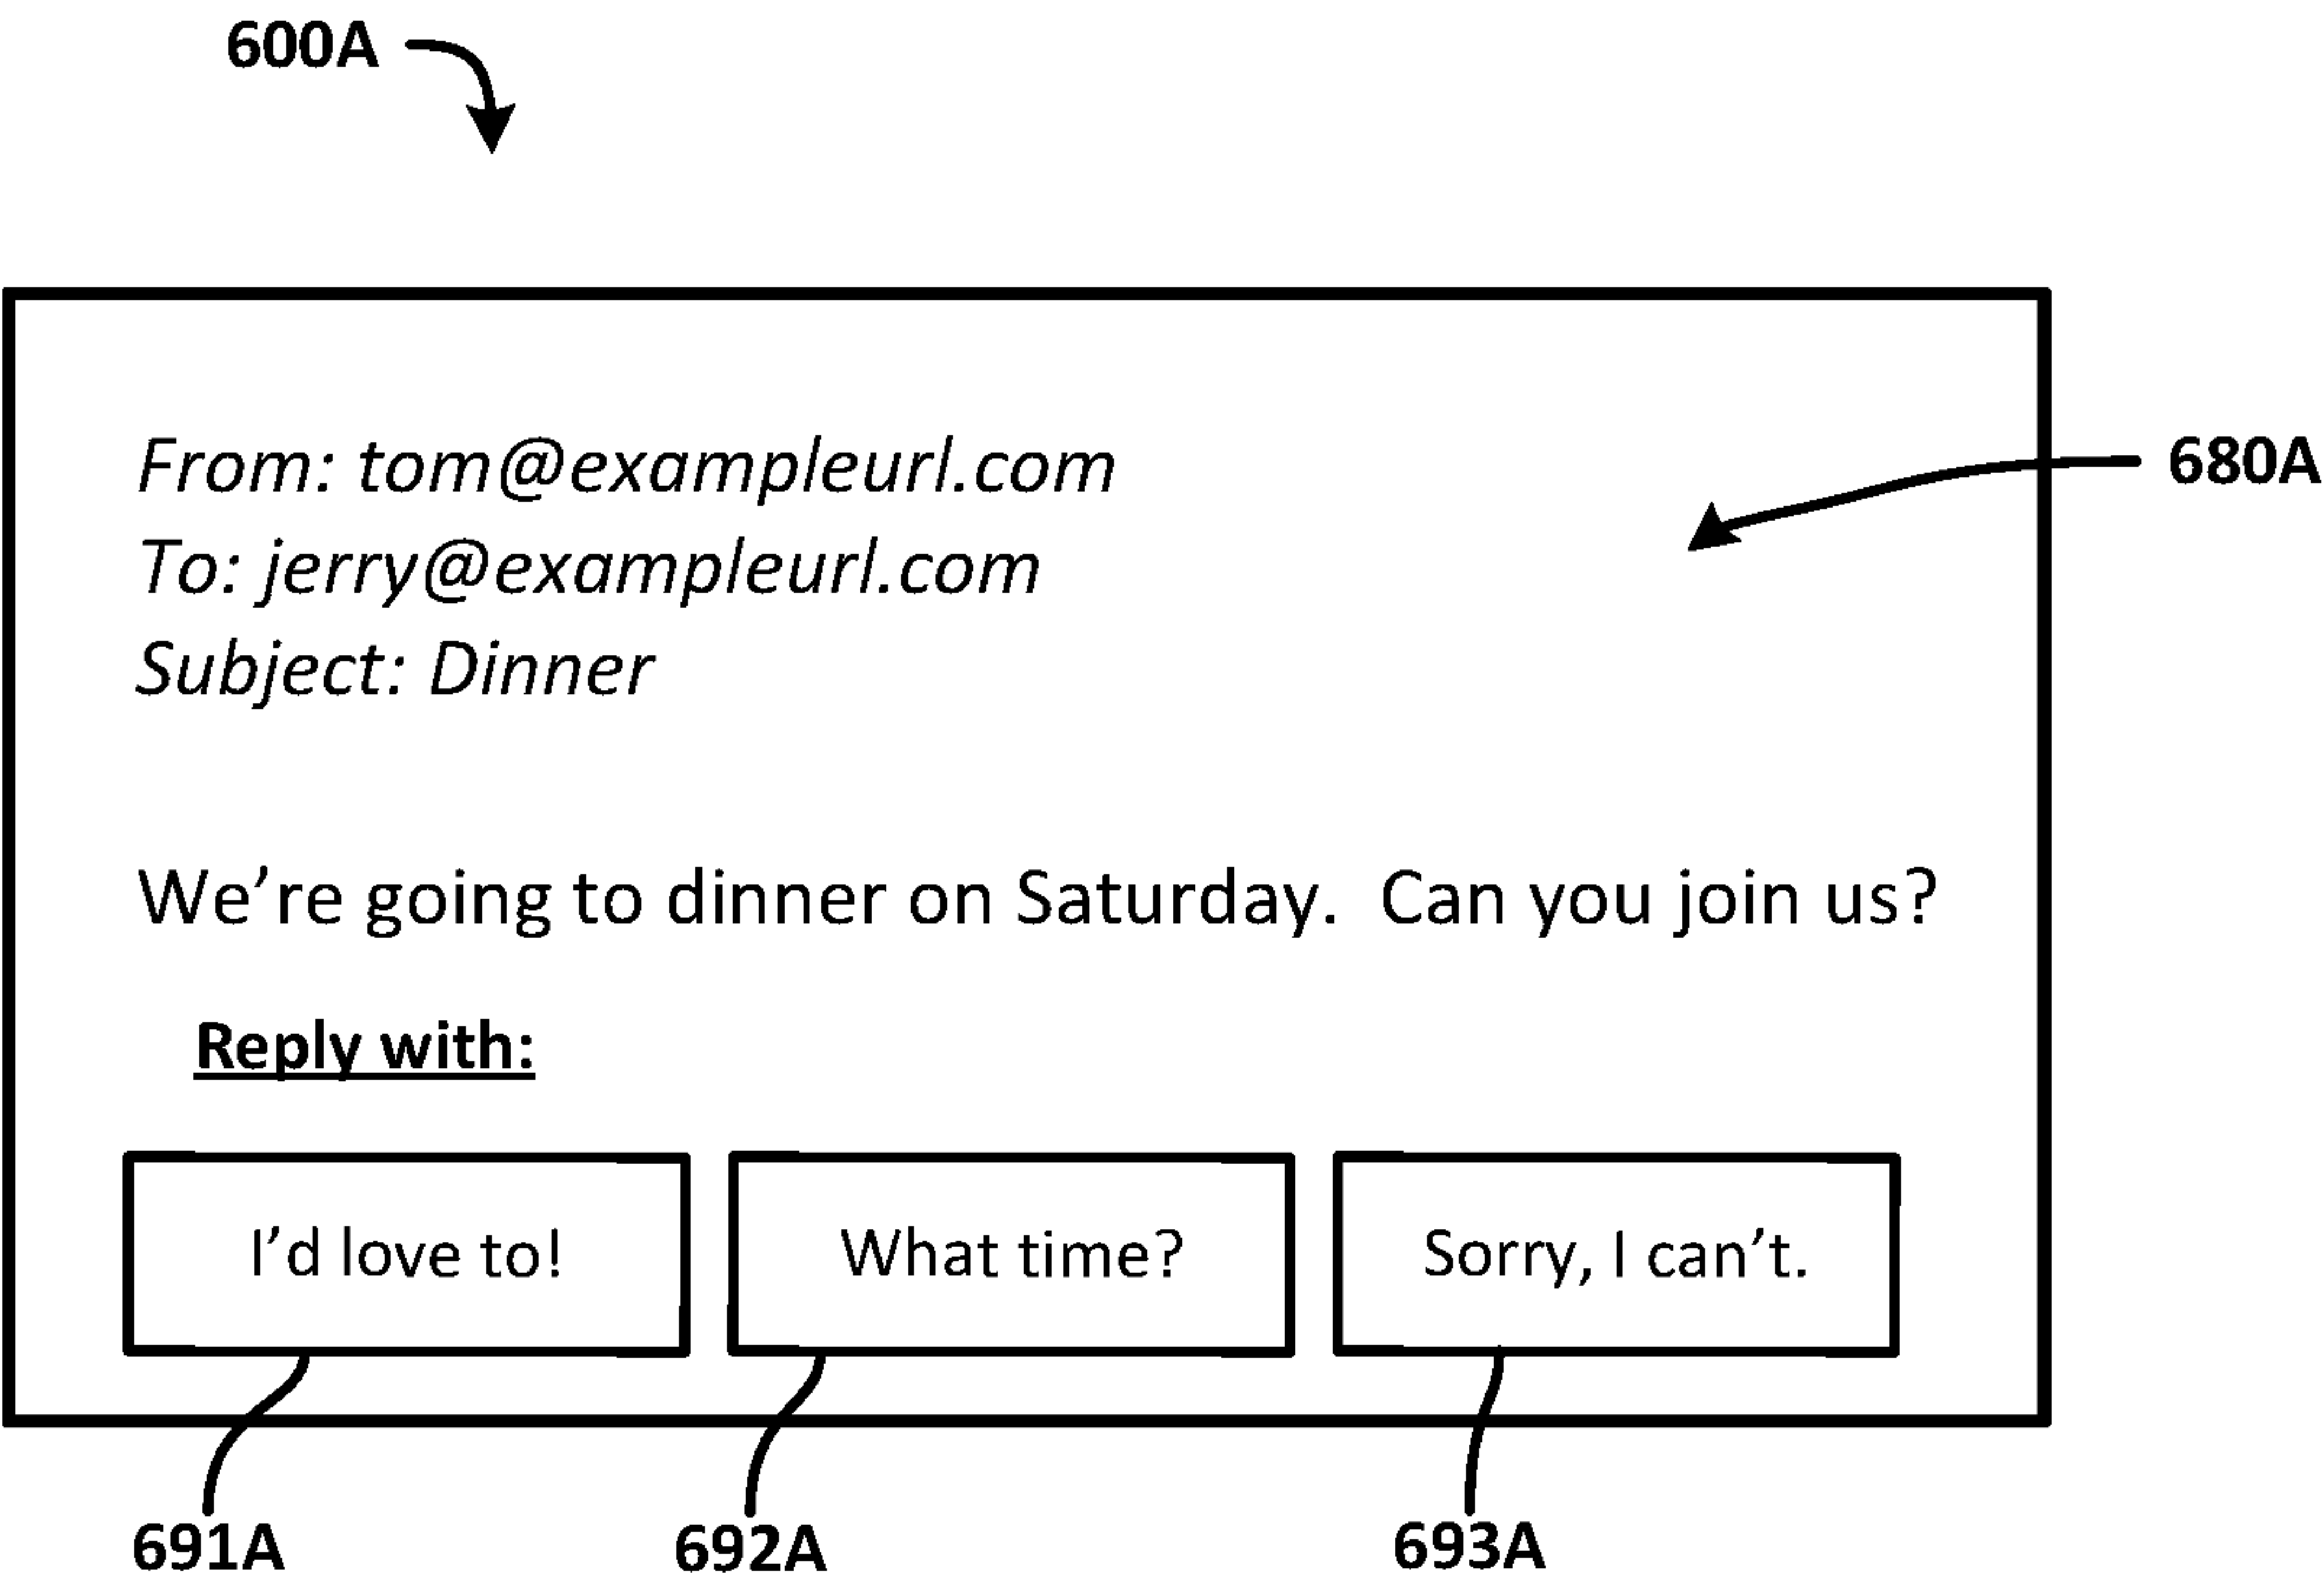 600A
From: tom@exampleurl.com
680A
To: jerry@exampleurl.com
Subject: Dinner
We're going to dinner on Saturday.  Can you join us?
Reply with:
I'd love to!
What time?
Sorry, I can't.
691A
692A
693A